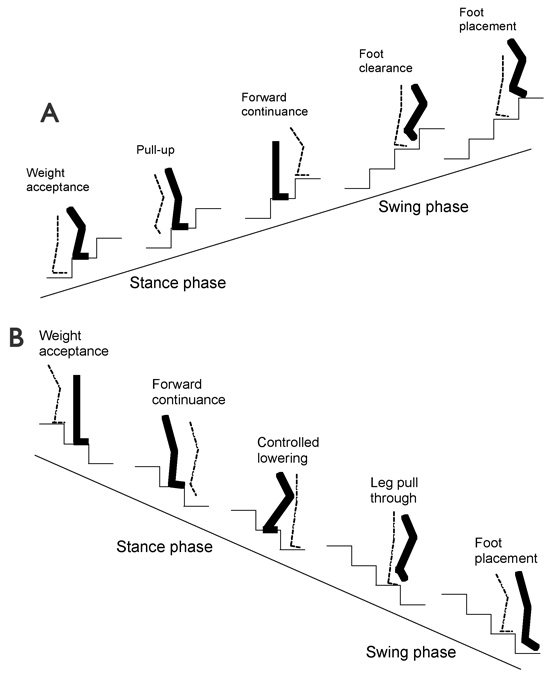 Foot
placement
Foot
clearance
A
Forward
continuance
Pull-up
Weight
acceptance
Swing phase
Stance phase
B
Weight
acceptance
Forward
continuance
Controlled
lowering
Leg pull
through
Stance phase
Foot
placement
Swing phase